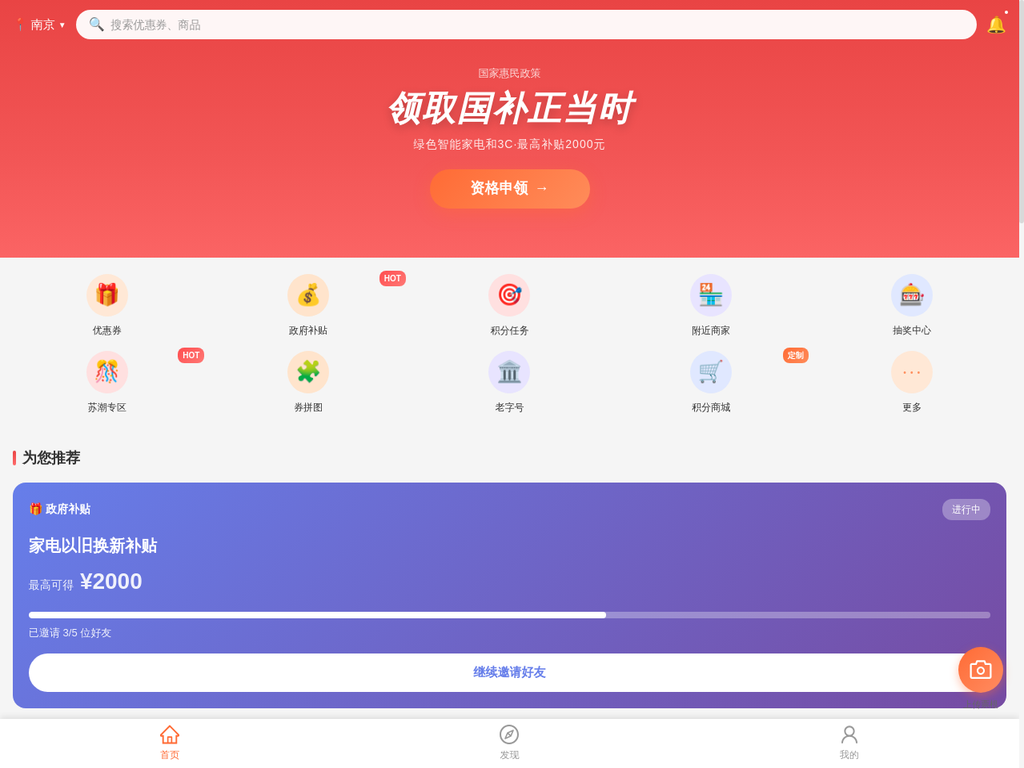 南京
搜索优惠券、商品
国家惠民政策
领取国补正当时
绿色智能家电和3C·最高补贴2000元
资格申领 →
HOT
优惠券 政府补贴 积分任务 附近商家 抽奖中心
HOT 定制
苏潮专区 券拼图 老字号 积分商城 更多
为您推荐
政府补贴 进行中
家电以旧换新补贴
最高可得 ¥2000
已邀请 3/5 位好友
继续邀请好友
首页 发现 我的